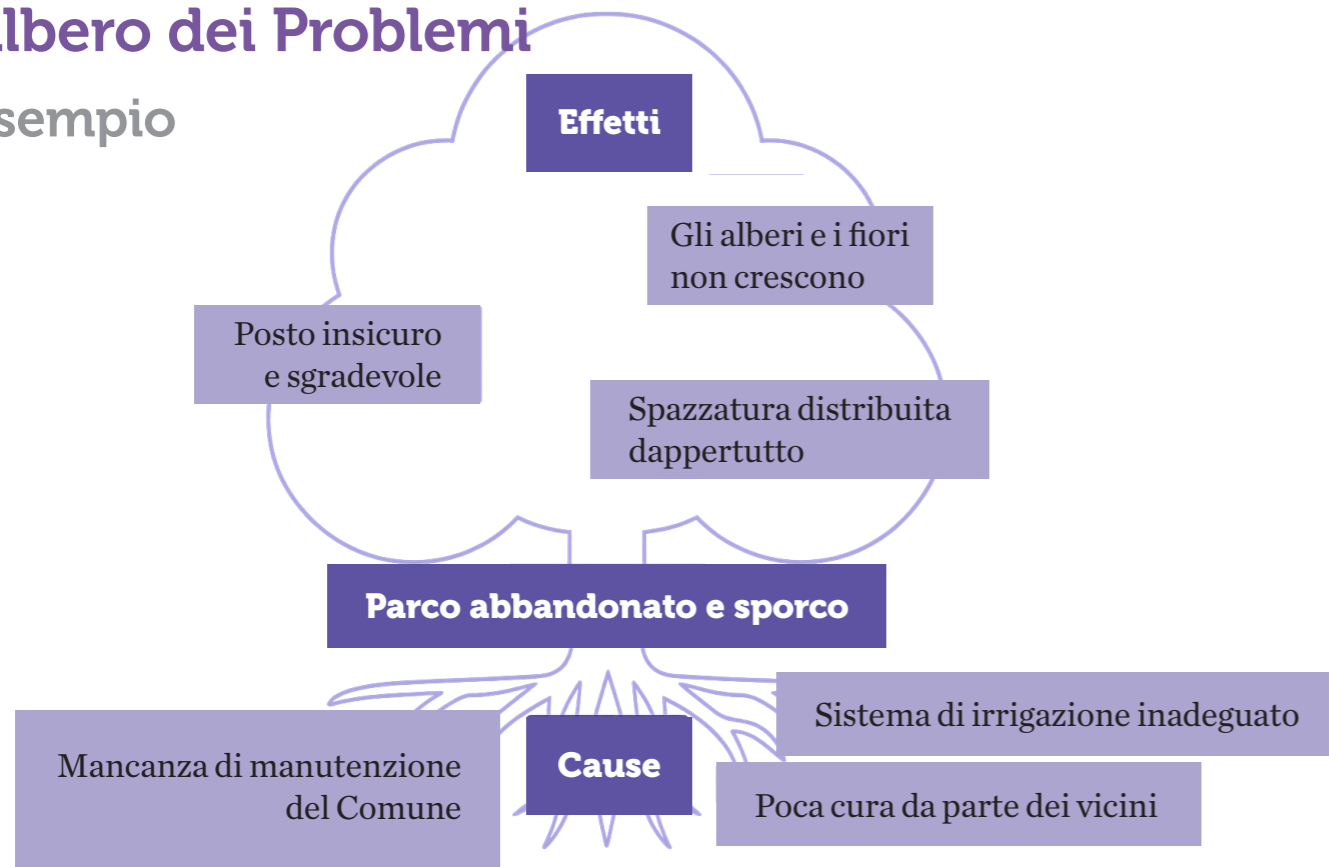 lbero dei Problemi
sempio
Effetti
Gli alberi e i fiori
non crescono
Posto insicuro
e sgradevole
Spazzatura distribuita
dappertutto
Parco abbandonato e sporco
Sistema di irrigazione inadeguato
Mancanza di manutenzione
del Comune
Cause
Poca cura da parte dei vicini